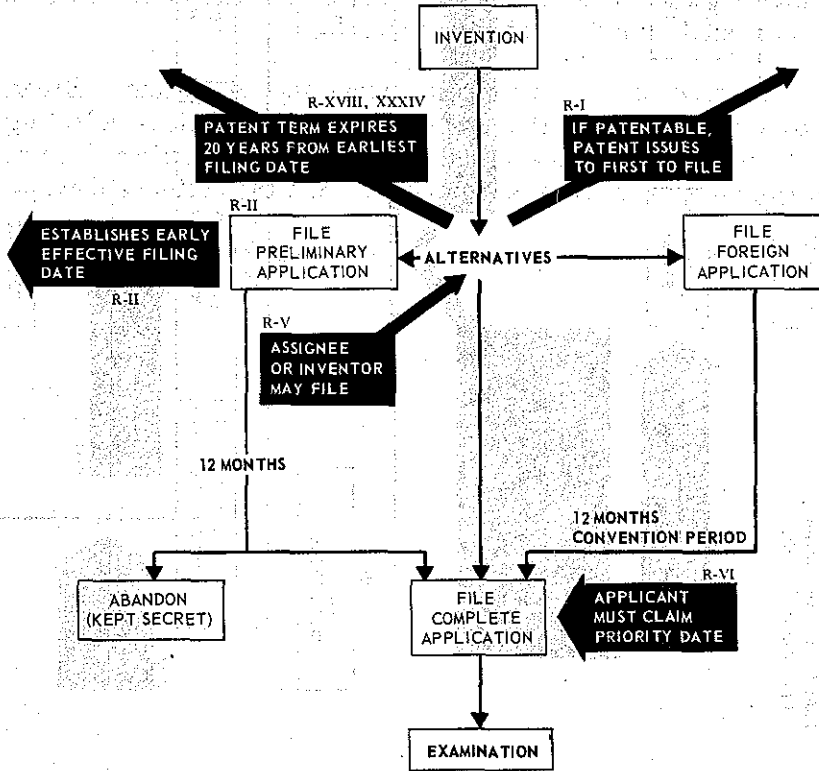 INVENTION
R-XVIII, XXXIV
PATENT TERM EXPIRES
20 YEARS FROM EARLIEST
FILING DATE
R-I
IF PATENTABLE,
PATENT ISSUES
TO FIRST TO FILE
ESTABLISHES EARLY
EFFECTIVE FILING
DATE
R-II
R-II
FILE
PRELIMINARY
APPLICATION
ALTERNATIVES
FILE
FOREIGN
APPLICATION
R-V
ASSIGNEE
OR INVENTOR
MAY FILE
12 MONTHS
12 MONTHS
CONVENTION PERIOD
ABANDON
(KEPT SECRET)
FILE
COMPLETE
APPLICATION
R-VI
APPLICANT
MUST CLAIM
PRIORITY DATE
EXAMINATION